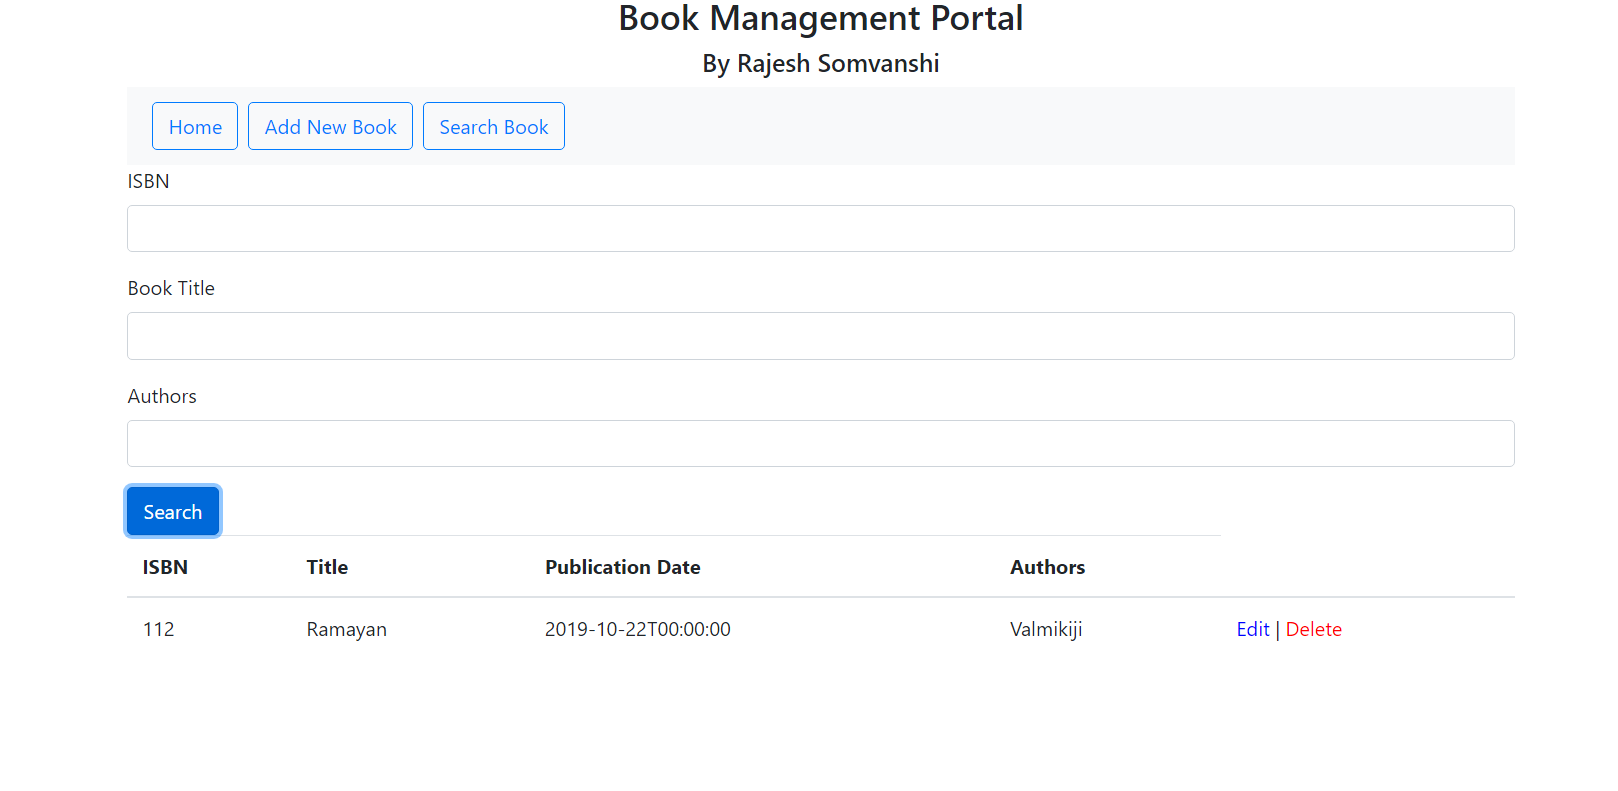 Book Management Portal
By Rajesh Somvanshi
Home Add New Book Search Book
ISBN
Book Title
Authors
Search
ISBN Title Publication Date Authors
112 Ramayan 2019-10-22T00:00:00 Valmikiji Edit | Delete